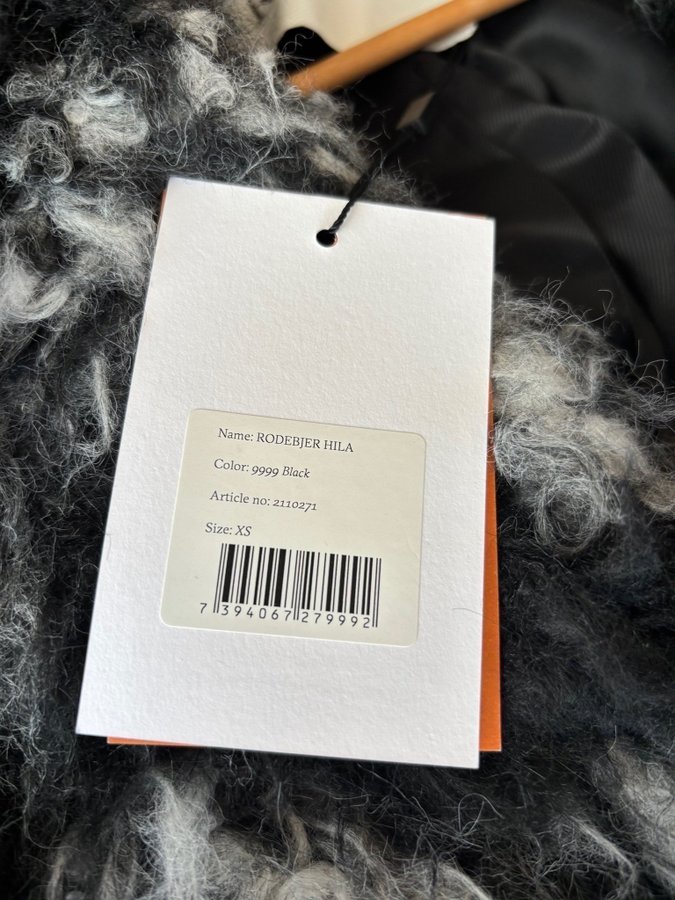 Name: RODEBJER HILA
Color: 9999 Black
Article no: 2110271
Size: XS
7 394067 279992